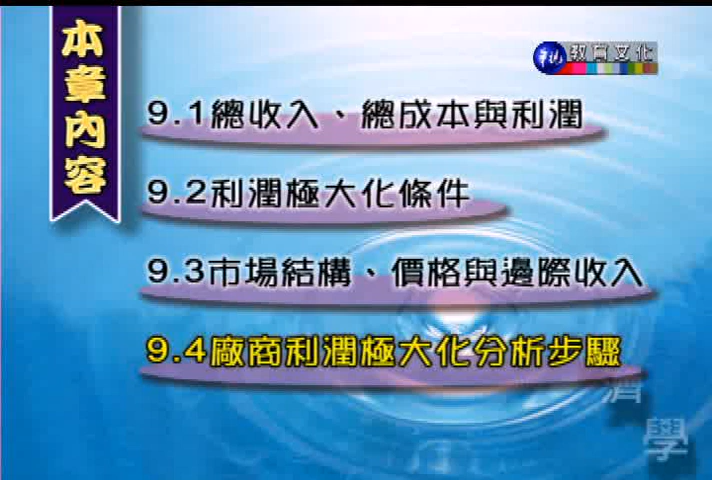 本章內容
教育文化
9.1總收入、總成本與利潤
9.2利潤極大化條件
9.3市場結構、價格與邊際收入
9.4廠商利潤極大化分析步驟
濟
學